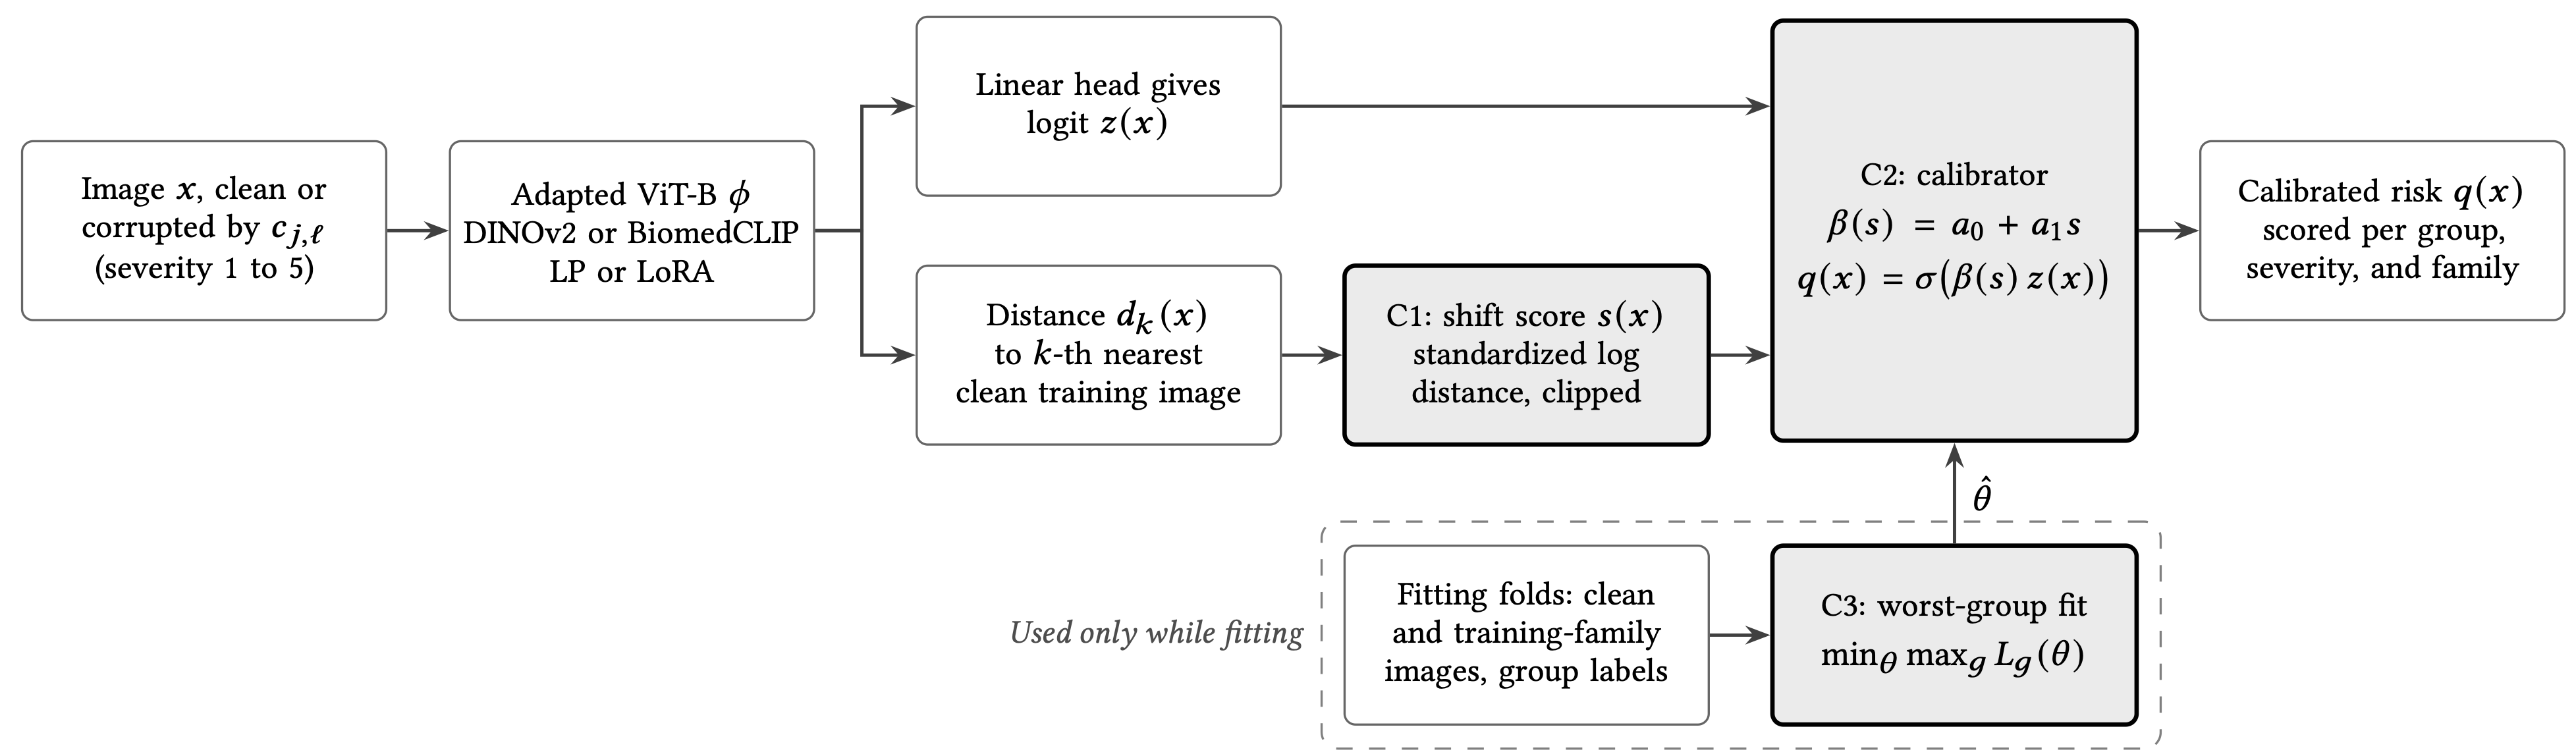 Image x, clean or
corrupted by c_{j,ℓ}
(severity 1 to 5)
Adapted ViT-B ϕ
DINOv2 or BiomedCLIP
LP or LoRA
Linear head gives
logit z(x)
Distance d_k(x)
to k-th nearest
clean training image
C1: shift score s(x)
standardized log
distance, clipped
C2: calibrator
β(s) = a_0 + a_1 s
q(x) = σ(β(s) z(x))
Calibrated risk q(x)
scored per group,
severity, and family
θ̂
Used only while fitting
Fitting folds: clean
and training-family
images, group labels
C3: worst-group fit
min_θ max_g L_g(θ)